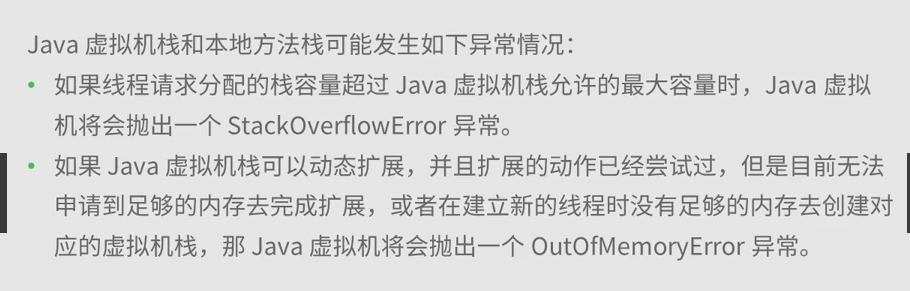 Java 虚拟机栈和本地方法栈可能发生如下异常情况：
• 如果线程请求分配的栈容量超过 Java 虚拟机栈允许的最大容量时，Java 虚拟
机将会抛出一个 StackOverflowError 异常。
• 如果 Java 虚拟机栈可以动态扩展，并且扩展的动作已经尝试过，但是目前无法
申请到足够的内存去完成扩展，或者在建立新的线程时没有足够的内存去创建对
应的虚拟机栈，那 Java 虚拟机将会抛出一个 OutOfMemoryError 异常。